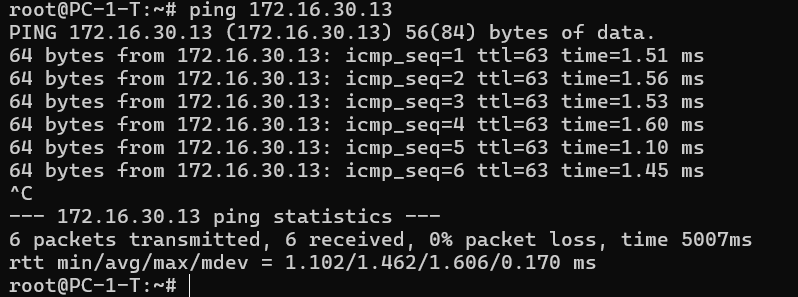 root@PC-1-T:~# ping 172.16.30.13
PING 172.16.30.13 (172.16.30.13) 56(84) bytes of data.
64 bytes from 172.16.30.13: icmp_seq=1 ttl=63 time=1.51 ms
64 bytes from 172.16.30.13: icmp_seq=2 ttl=63 time=1.56 ms
64 bytes from 172.16.30.13: icmp_seq=3 ttl=63 time=1.53 ms
64 bytes from 172.16.30.13: icmp_seq=4 ttl=63 time=1.60 ms
64 bytes from 172.16.30.13: icmp_seq=5 ttl=63 time=1.10 ms
64 bytes from 172.16.30.13: icmp_seq=6 ttl=63 time=1.45 ms
^C
--- 172.16.30.13 ping statistics ---
6 packets transmitted, 6 received, 0% packet loss, time 5007ms
rtt min/avg/max/mdev = 1.102/1.462/1.606/0.170 ms
root@PC-1-T:~#